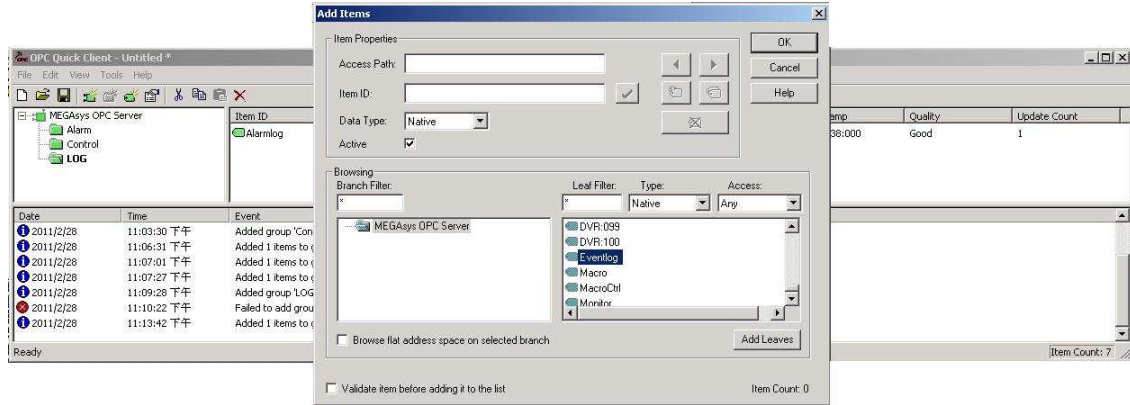 OPC Quick Client - Untitled *
File Edit View Tools Help
MEGAsys OPC Server
Alarm
Control
LOG
Item ID
Alarmlog
Quality
Update Count
38:000
Good
1
Date Time Event
2011/2/28 11:03:30 下午 Added group
2011/2/28 11:06:31 下午 Added 1 items to
2011/2/28 11:07:01 下午 Added 1 items to
2011/2/28 11:07:27 下午 Added 1 items to
2011/2/28 11:09:28 下午 Added group 'LOG
2011/2/28 11:10:22 下午 Failed to add grou
2011/2/28 11:13:42 下午 Added 1 items to
Ready
Item Count: 7
Add Items
Item Properties
Access Path:
Item ID:
Data Type: Native
Active
OK
Cancel
Help
Browsing
Branch Filter: Leaf Filter: Type: Access:
* * Native Any
MEGAsys OPC Server
DVR:099
DVR:100
Eventlog
Macro
MacroCtrl
Monitor
Browse flat address space on selected branch
Add Leaves
Validate item before adding it to the list
Item Count: 0